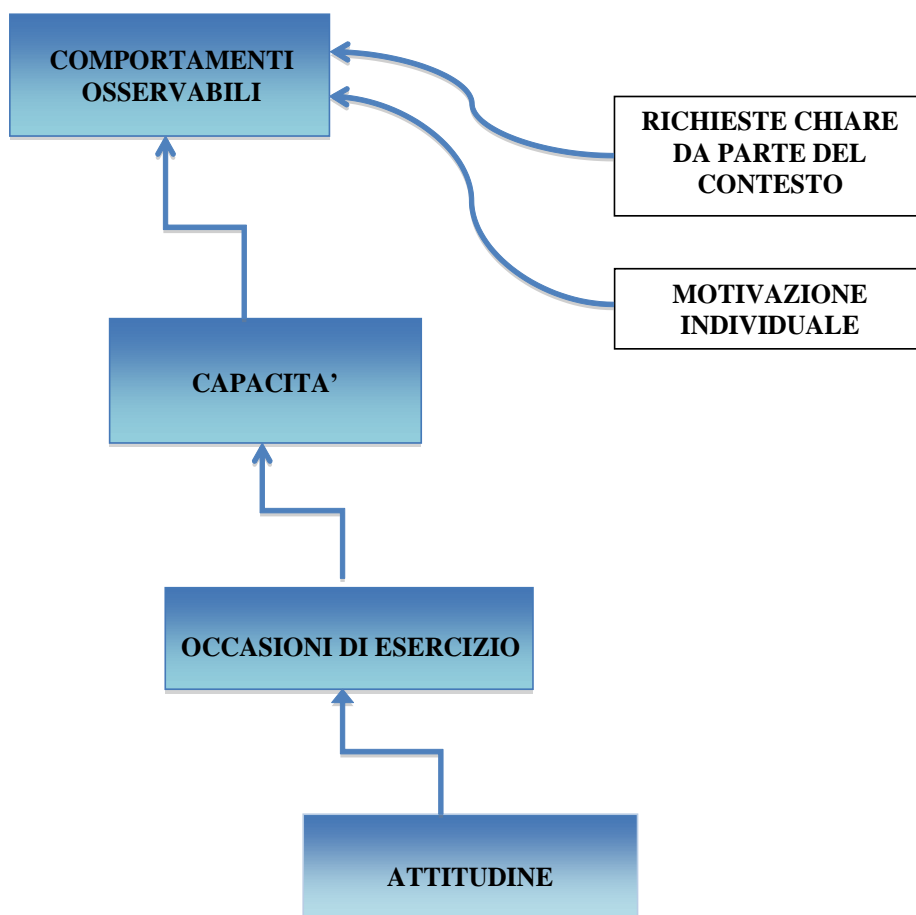 COMPORTAMENTI
OSSERVABILI
RICHIESTE CHIARE
DA PARTE DEL
CONTESTO
MOTIVAZIONE
INDIVIDUALE
CAPACITA’
OCCASIONI DI ESERCIZIO
ATTITUDINE